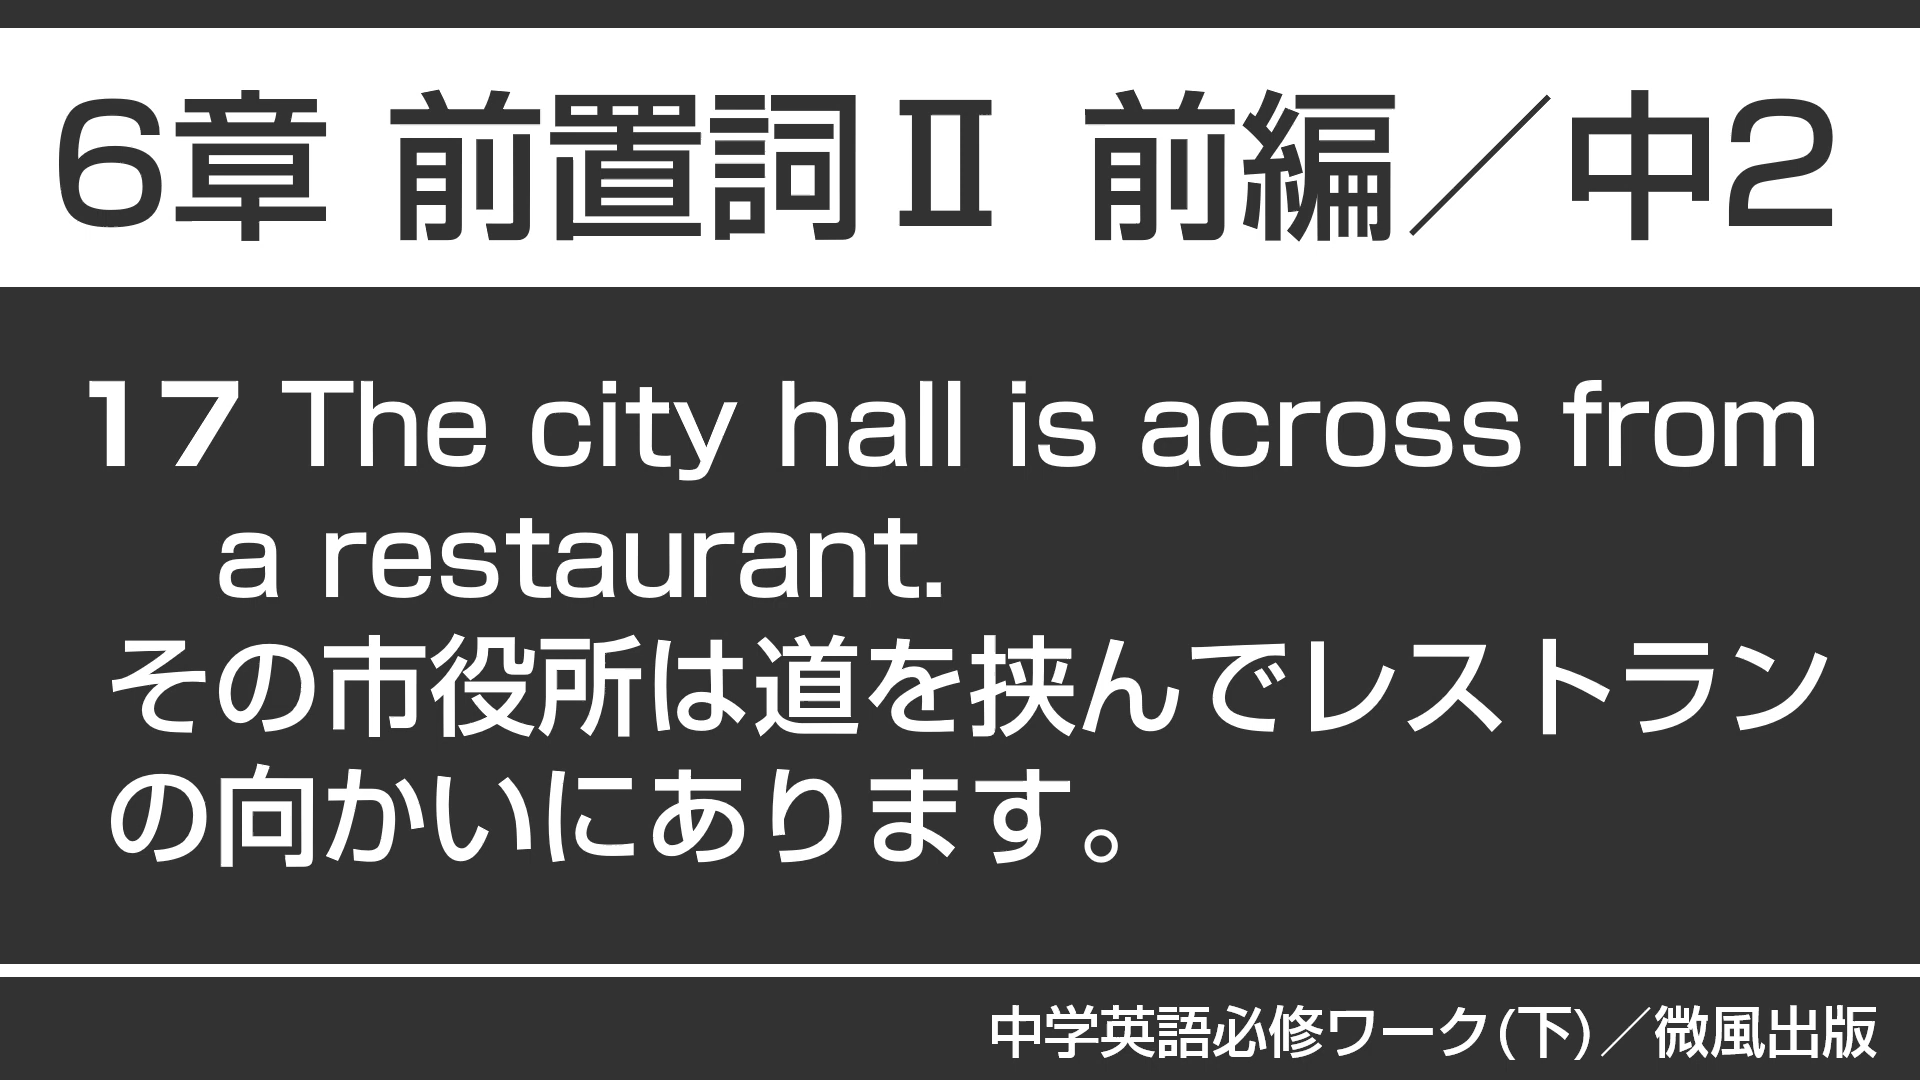 6章 前置詞Ⅱ 前編／中2
17 The city hall is across from
a restaurant.
その市役所は道を挟んでレストラン
の向かいにあります。
中学英語必修ワーク(下)／微風出版